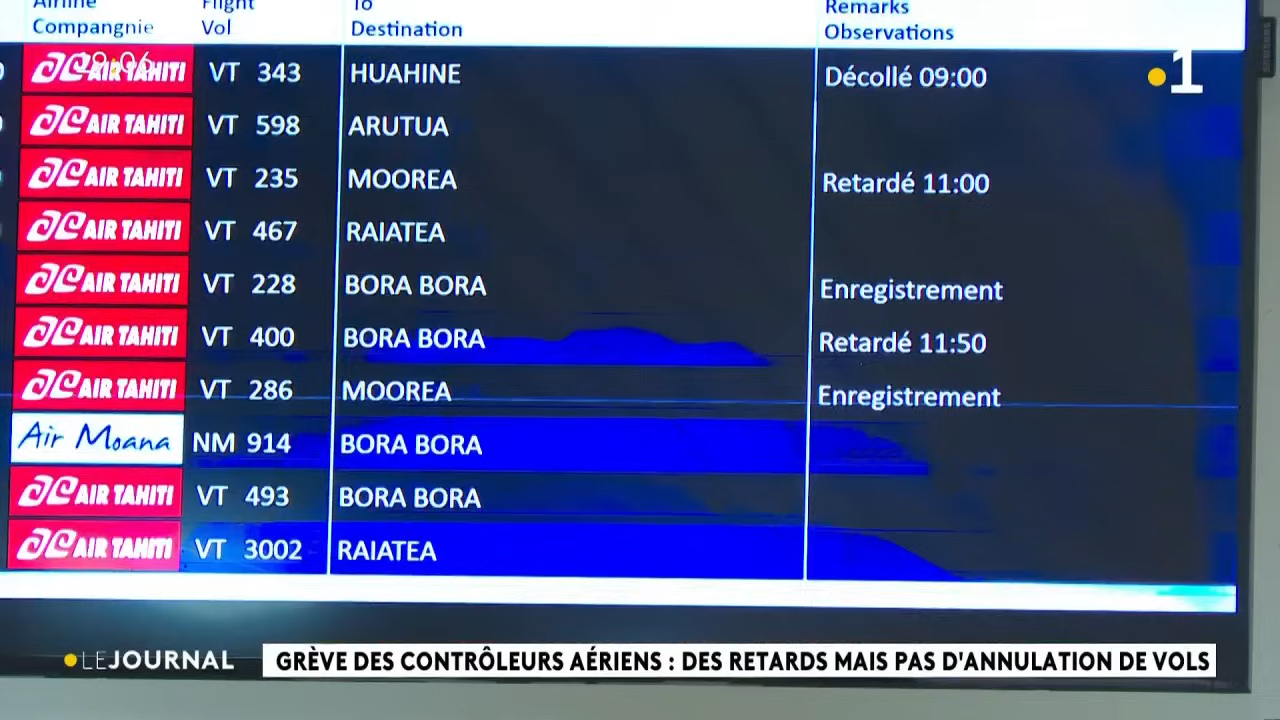 Airline Flight To Remarks
Compangnie Vol Destination Observations
19:06
AIR TAHITI VT 343 HUAHINE Décollé 09:00
1
AIR TAHITI VT 598 ARUTUA
AIR TAHITI VT 235 MOOREA Retardé 11:00
AIR TAHITI VT 467 RAIATEA
AIR TAHITI VT 228 BORA BORA Enregistrement
AIR TAHITI VT 400 BORA BORA Retardé 11:50
AIR TAHITI VT 286 MOOREA Enregistrement
Air Moana NM 914 BORA BORA
AIR TAHITI VT 493 BORA BORA
AIR TAHITI VT 3002 RAIATEA
LEJOURNAL GRÈVE DES CONTRÔLEURS AÉRIENS : DES RETARDS MAIS PAS D'ANNULATION DE VOLS